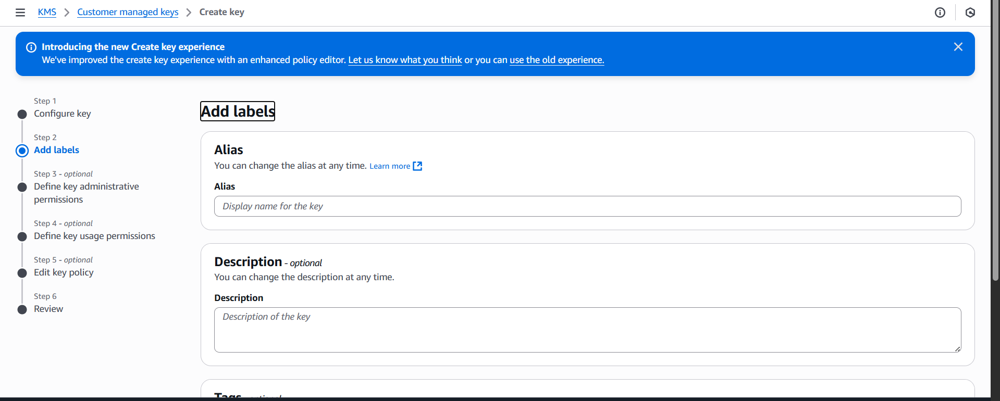 KMS > Customer managed keys > Create key
Introducing the new Create key experience
We've improved the create key experience with an enhanced policy editor. Let us know what you think or you can use the old experience.
Step 1
Configure key
Step 2
Add labels
Step 3 - optional
Define key administrative
permissions
Step 4 - optional
Define key usage permissions
Step 5 - optional
Edit key policy
Step 6
Review
Add labels
Alias
You can change the alias at any time. Learn more
Alias
Display name for the key
Description - optional
You can change the description at any time.
Description
Description of the key
Tags - optional